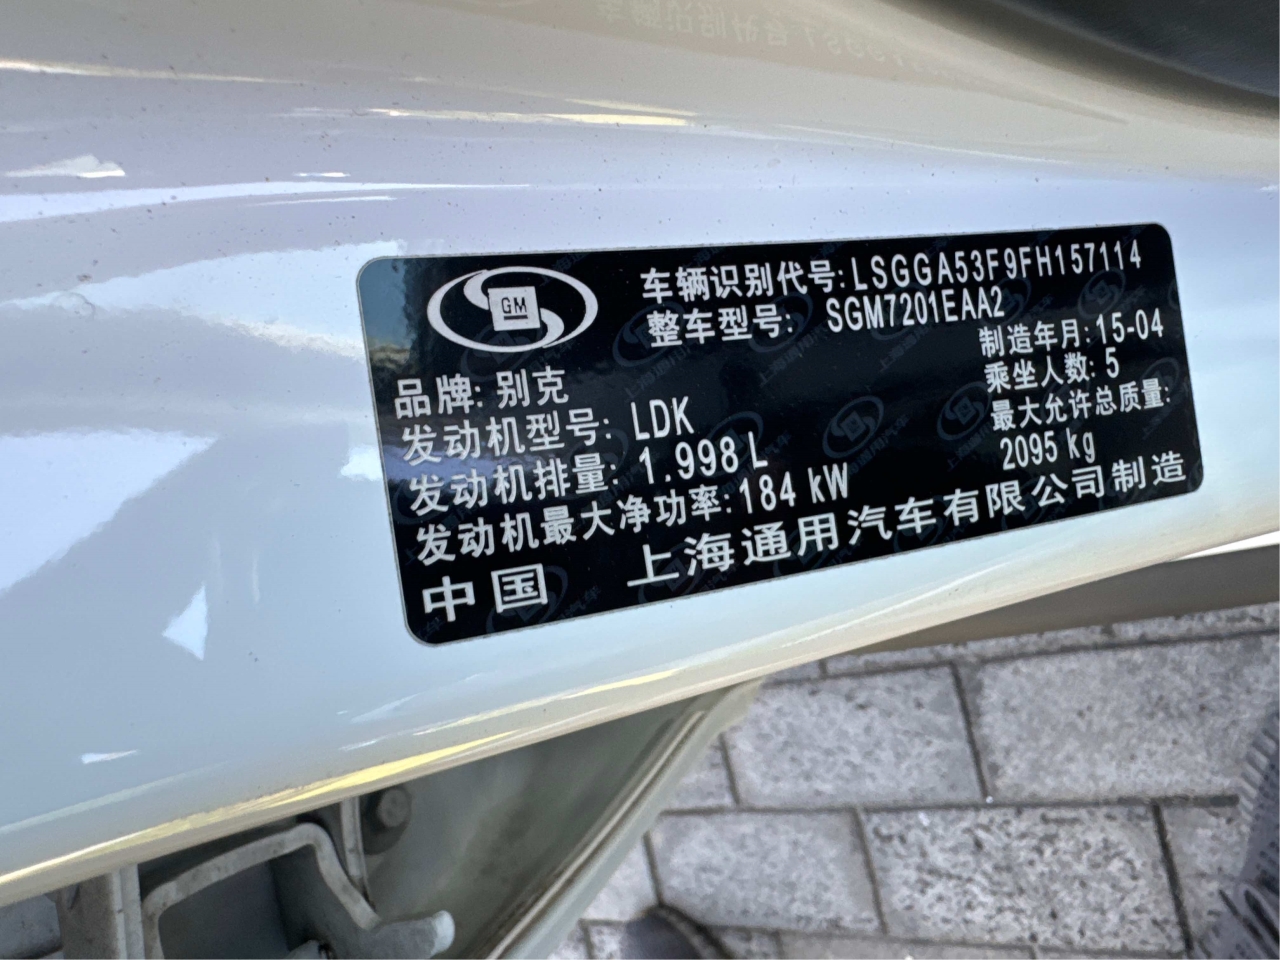 GM
车辆识别代号:LSGGA53F9FH157114
整车型号: SGM7201EAA2
制造年月:15-04
品牌:别克
乘坐人数:5
发动机型号: LDK
最大允许总质量:
2095 kg
发动机排量: 1.998 L
发动机最大净功率:184 kW
中国 上海通用汽车有限公司制造